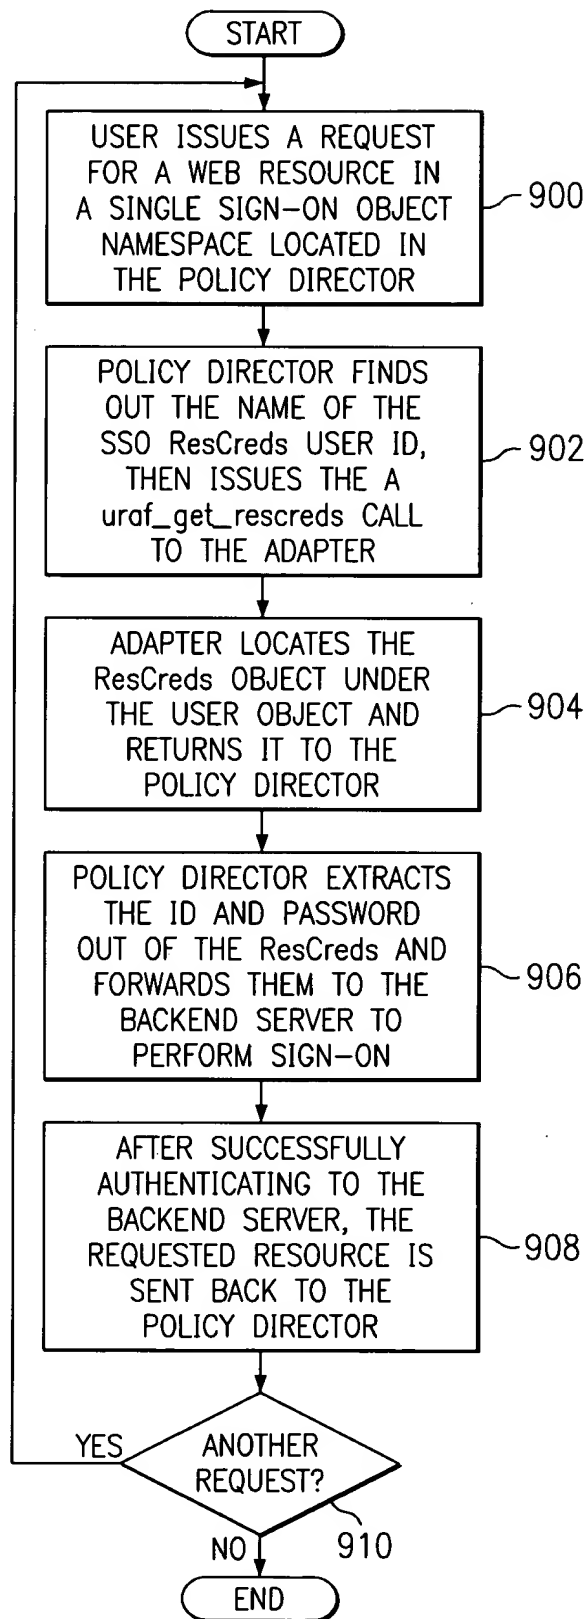 START
USER ISSUES A REQUEST
FOR A WEB RESOURCE IN
A SINGLE SIGN-ON OBJECT
NAMESPACE LOCATED IN
THE POLICY DIRECTOR
900
POLICY DIRECTOR FINDS
OUT THE NAME OF THE
SSO ResCreds USER ID,
THEN ISSUES THE A
uraf_get_rescreds CALL
TO THE ADAPTER
902
ADAPTER LOCATES THE
ResCreds OBJECT UNDER
THE USER OBJECT AND
RETURNS IT TO THE
POLICY DIRECTOR
904
POLICY DIRECTOR EXTRACTS
THE ID AND PASSWORD
OUT OF THE ResCreds AND
FORWARDS THEM TO THE
BACKEND SERVER TO
PERFORM SIGN-ON
906
AFTER SUCCESSFULLY
AUTHENTICATING TO THE
BACKEND SERVER, THE
REQUESTED RESOURCE IS
SENT BACK TO THE
POLICY DIRECTOR
908
YES
ANOTHER
REQUEST?
910
NO
END